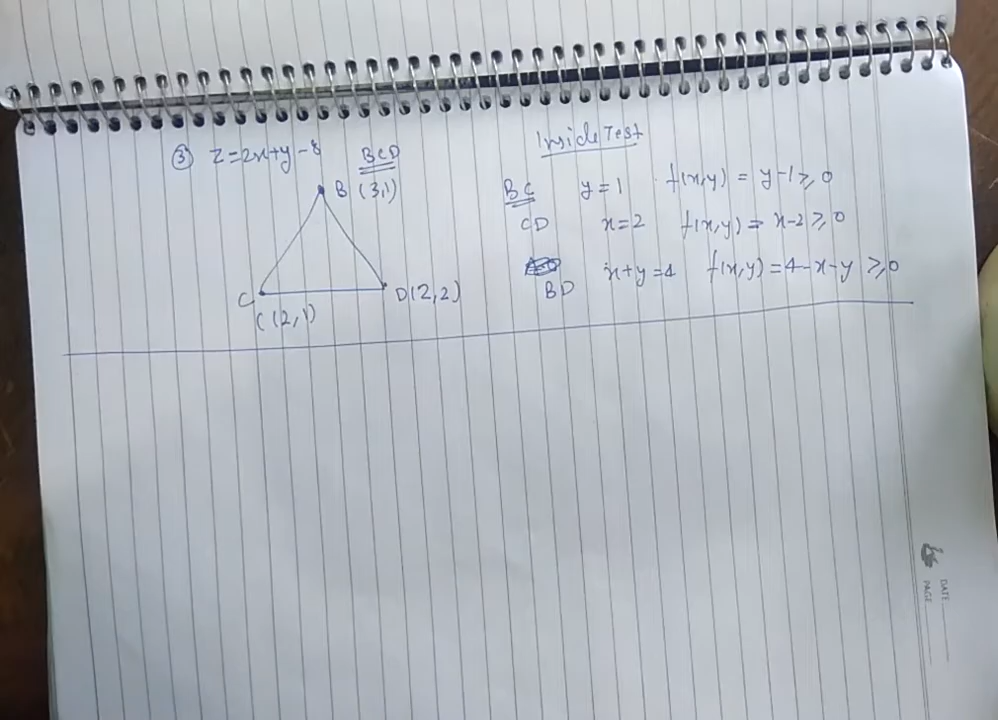 ③ z=2x+y-8 BCD
B (3,1)
C
C (2,1)
D(2,2)
Inside Test
BC y=1 f(x,y) = y-1⩾0
CD x=2 f(x,y) = x-2⩾0
BD x+y=4 f(x,y)=4-x-y ⩾0
DATE
PAGE